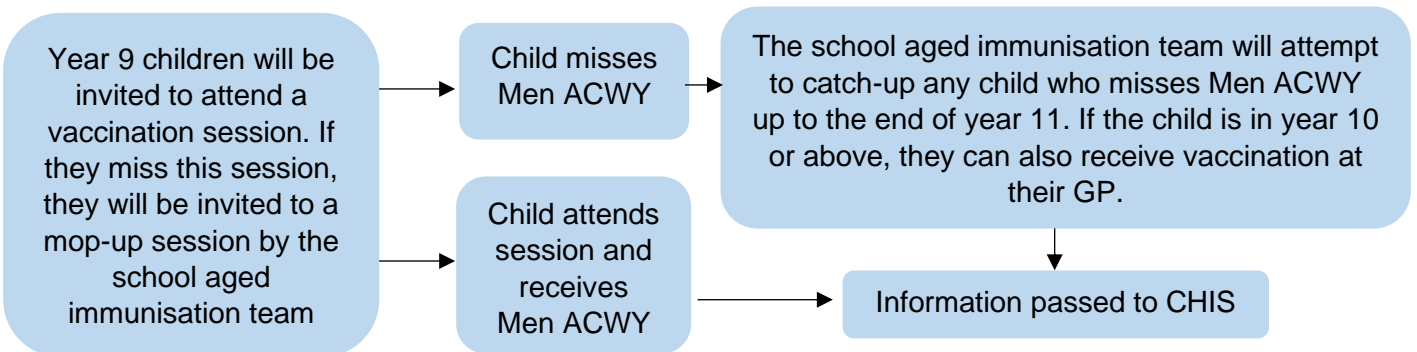 Year 9 children will be
invited to attend a
vaccination session. If
they miss this session,
they will be invited to a
mop-up session by the
school aged
immunisation team
Child misses
Men ACWY
The school aged immunisation team will attempt
to catch-up any child who misses Men ACWY
up to the end of year 11. If the child is in year 10
or above, they can also receive vaccination at
their GP.
Child attends
session and
receives
Men ACWY
Information passed to CHIS